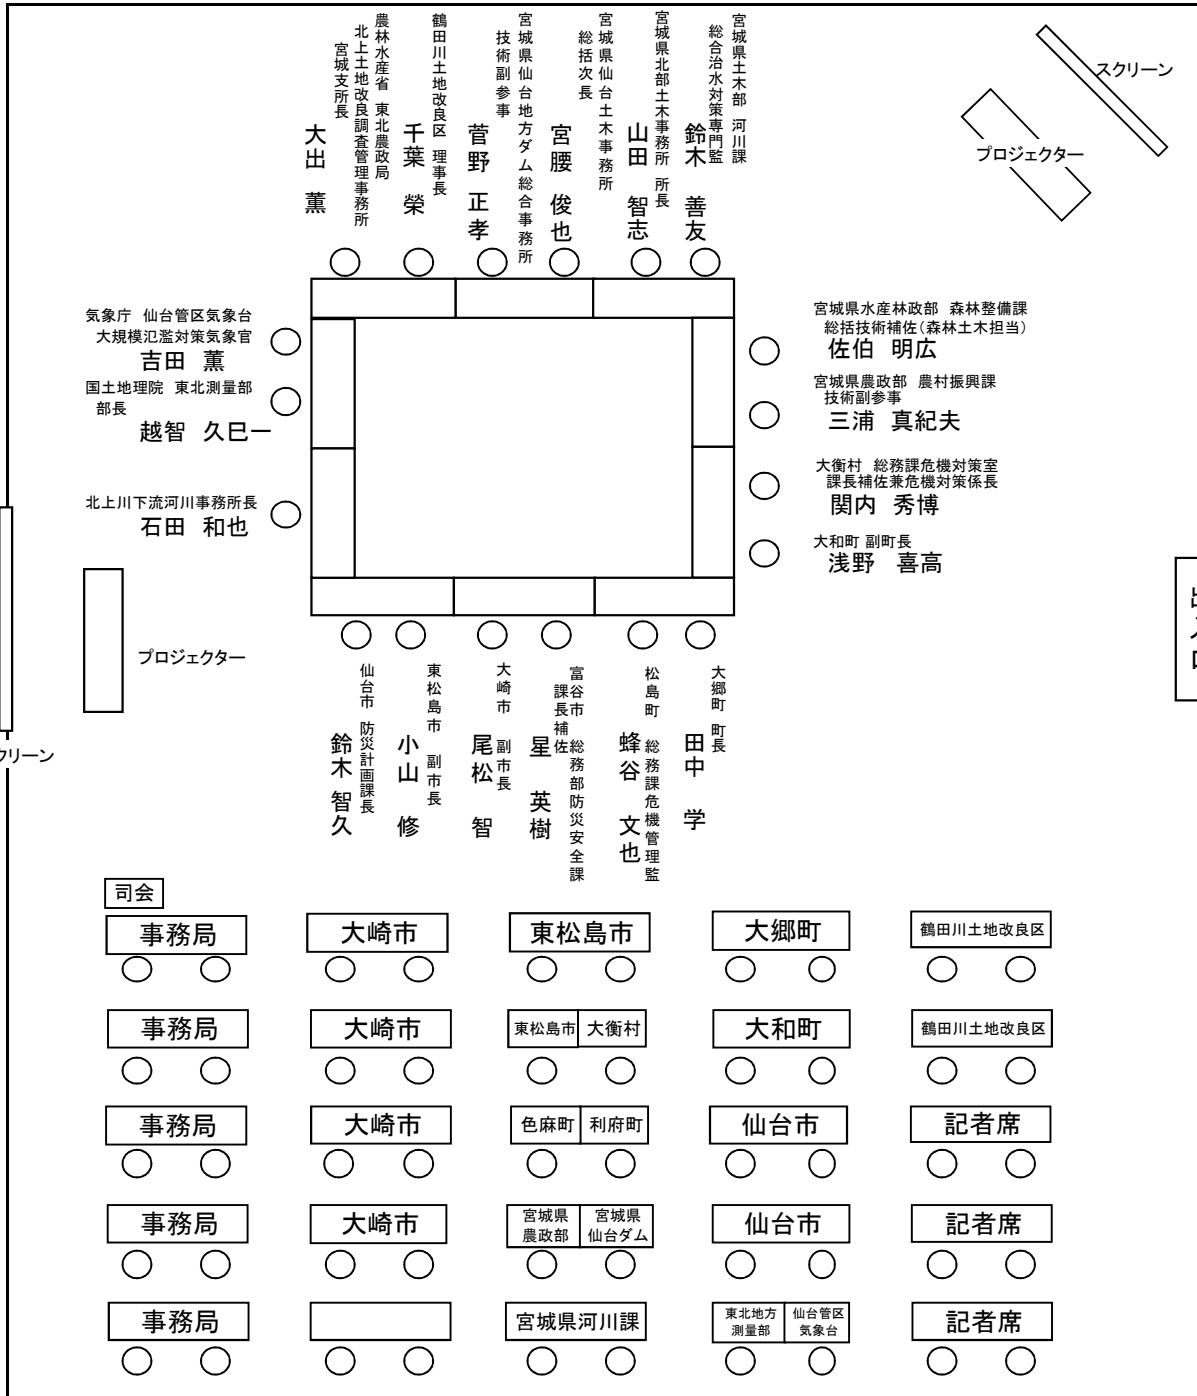 宮城県土木部 河川課
総合治水対策専門監
鈴木 善友
宮城県北部土木事務所 所長
山田 智志
宮城県仙台土木事務所
総括次長
宮腰 俊也
宮城県仙台地方ダム総合事務所
技術副参事
菅野 正孝
鶴田川土地改良区 理事長
千葉 榮
農林水産省 東北農政局
北上土地改良調査管理事務所
宮城支所長
大出 薫
スクリーン
プロジェクター
気象庁 仙台管区気象台
大規模氾濫対策気象官
吉田 薫
国土地理院 東北測量部
部長
越智 久巳一
北上川下流河川事務所長
石田 和也
宮城県水産林政部 森林整備課
総括技術補佐(森林土木担当)
佐伯 明広
宮城県農政部 農村振興課
技術副参事
三浦 真紀夫
大衡村 総務課危機対策室
課長補佐兼危機対策係長
関内 秀博
大和町 副町長
浅野 喜高
出入口
プロジェクター
クリーン
大郷町 町長
田中 学
松島町 総務課危機管理監
蜂谷 文也
富谷市 総務部防災安全課
課長補佐
星 英樹
大崎市 副市長
尾松 智
東松島市 副市長
小山 修
仙台市 防災計画課長
鈴木 智久
司会
事務局 大崎市 東松島市 大郷町 鶴田川土地改良区
事務局 大崎市 東松島市 大衡村 大和町 鶴田川土地改良区
事務局 大崎市 色麻町 利府町 仙台市 記者席
事務局 大崎市 宮城県農政部 宮城県仙台ダム 仙台市 記者席
事務局 宮城県河川課 東北地方測量部 仙台管区気象台 記者席